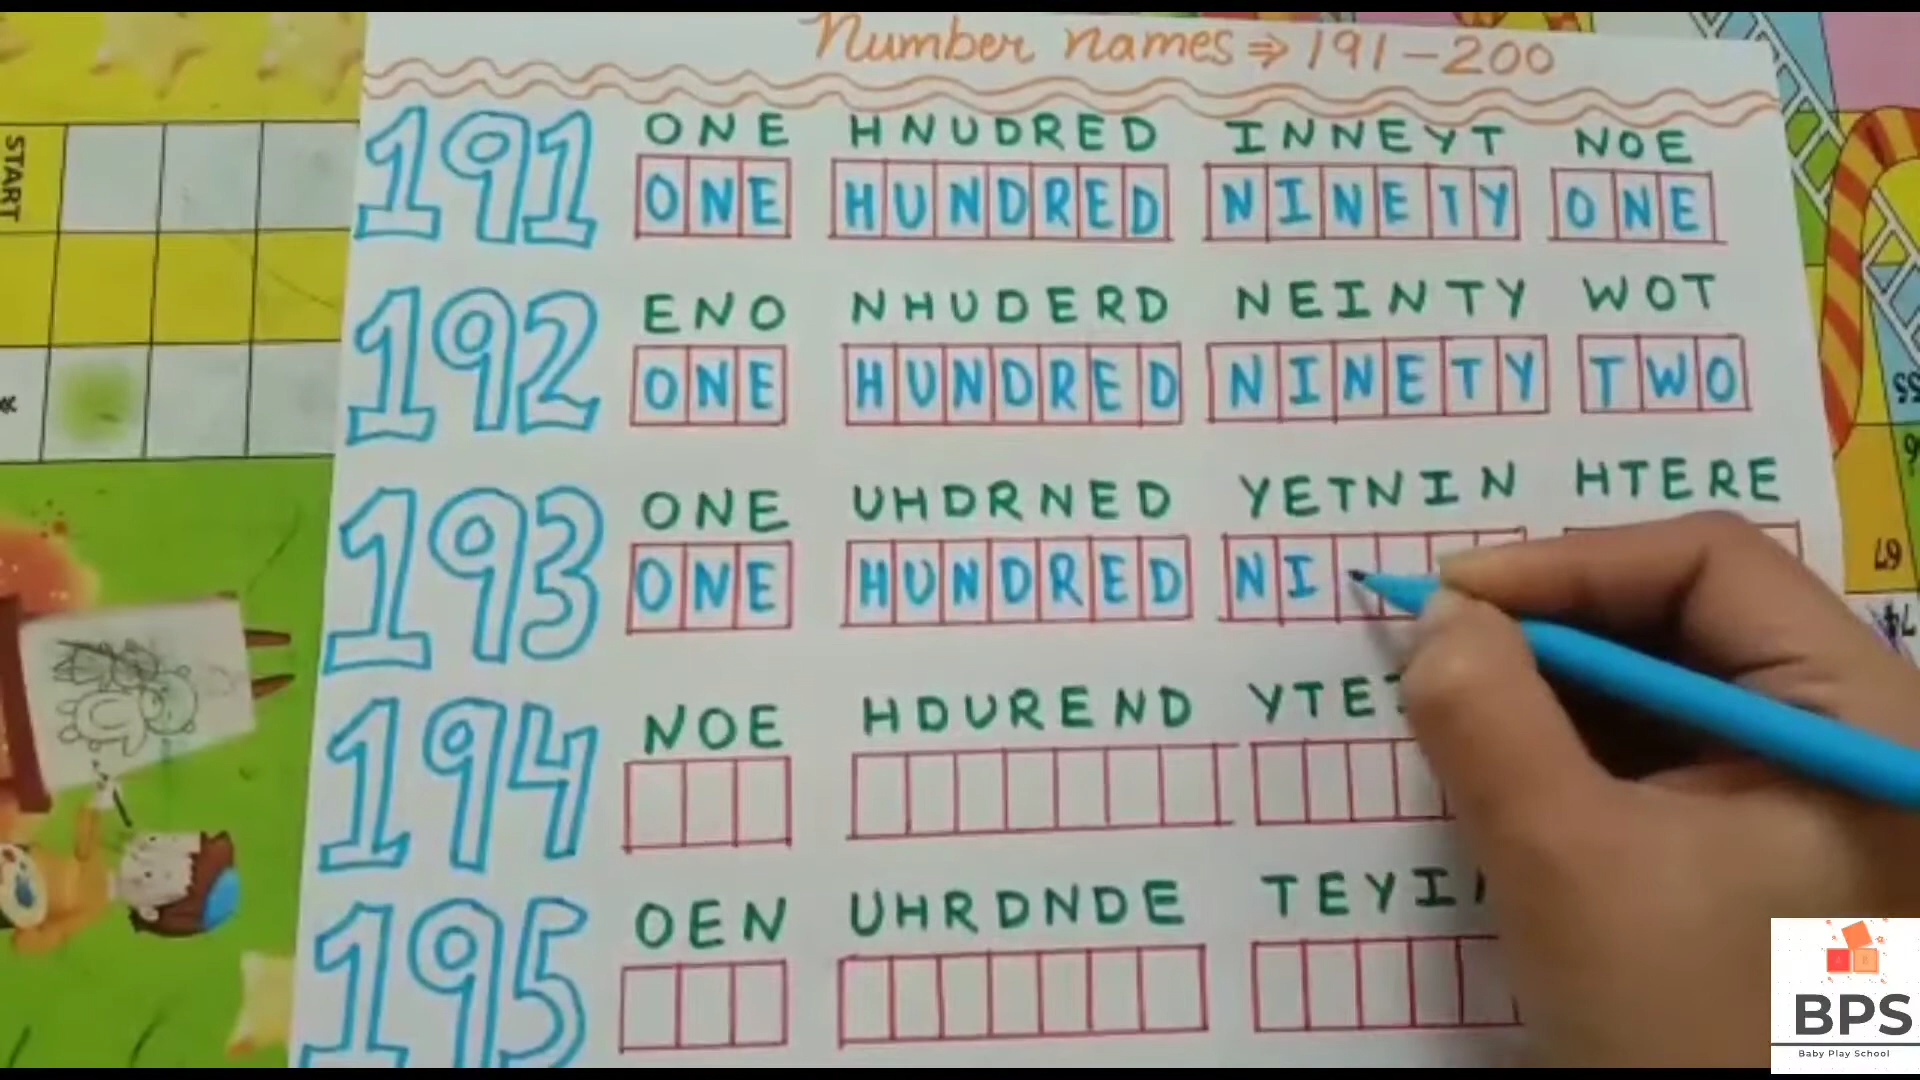 Number names ⇒ 191-200
191 ONE HNUDRED INNEYT NOE
ONE HUNDRED NINETY ONE
192 ENO NHUDERD NEINTY WOT
ONE HUNDRED NINETY TWO
193 ONE UHDRNED YETNIN HTERE
ONE HUNDRED NI
194 NOE HDUREND
195 OEN UHRDNDE
START
67
BPS
Baby Play School